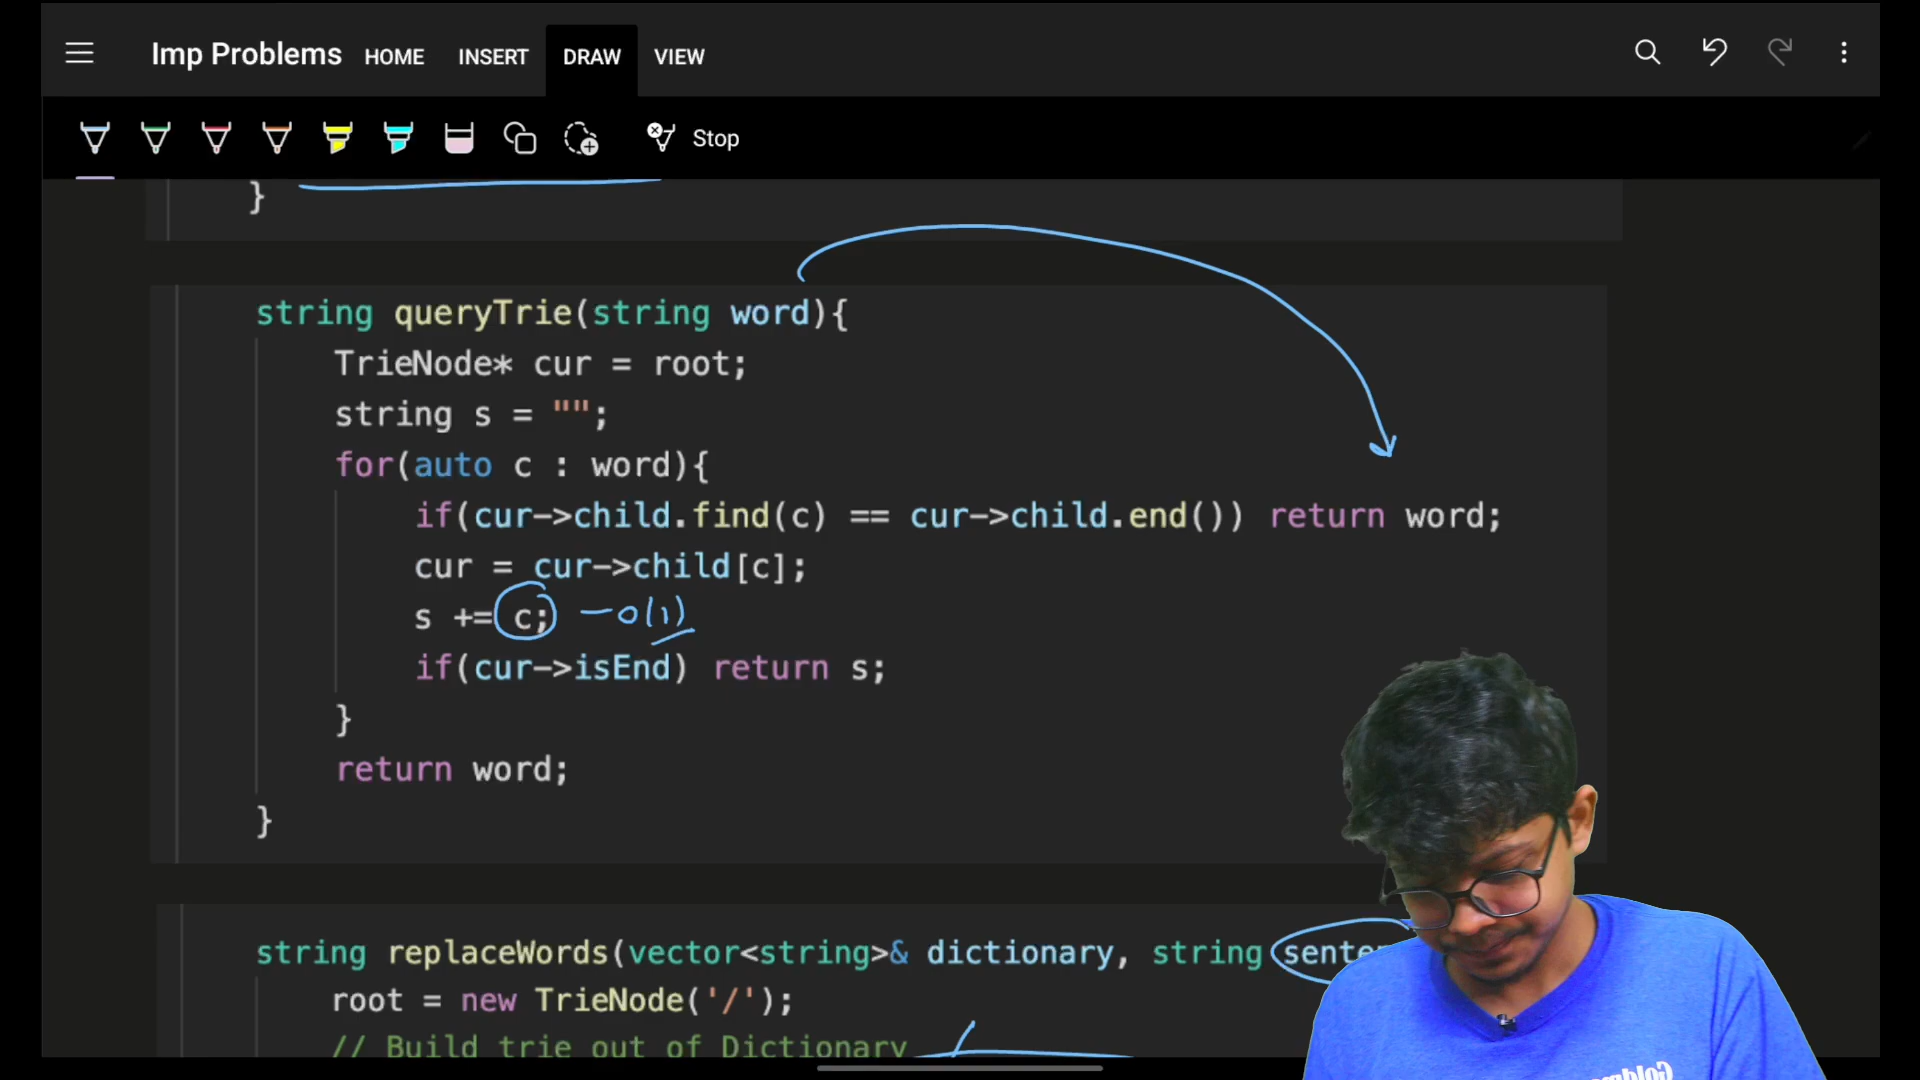 Imp Problems HOME INSERT DRAW VIEW
Stop
}
string queryTrie(string word){
TrieNode* cur = root;
string s = "";
for(auto c : word){
if(cur->child.find(c) == cur->child.end()) return word;
cur = cur->child[c];
s += c; - O(1)
if(cur->isEnd) return s;
}
return word;
}
string replaceWords(vector<string>& dictionary, string
root = new TrieNode('/');
// Build trie out of Dictionary